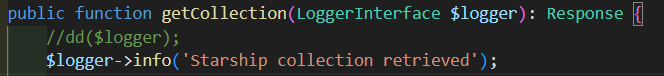 public function getCollection(LoggerInterface $logger): Response {
//dd($logger);
$logger->info('Starship collection retrieved');